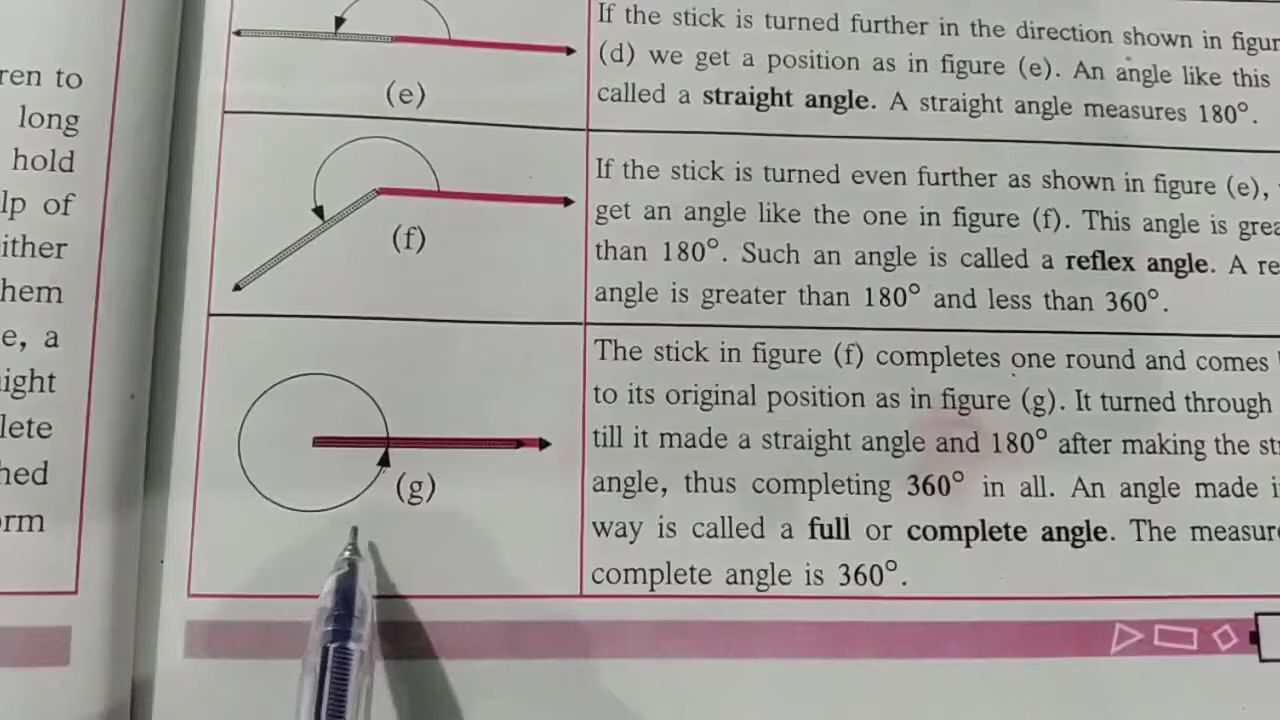 ren to
long
hold
lp of
ither
hem
e, a
ight
lete
hed
rm
(e)
If the stick is turned further in the direction shown in figur
(d) we get a position as in figure (e). An angle like this
called a straight angle. A straight angle measures 180°.
(f)
If the stick is turned even further as shown in figure (e),
get an angle like the one in figure (f). This angle is grea
than 180°. Such an angle is called a reflex angle. A re
angle is greater than 180° and less than 360°.
(g)
The stick in figure (f) completes one round and comes
to its original position as in figure (g). It turned through
till it made a straight angle and 180° after making the st
angle, thus completing 360° in all. An angle made i
way is called a full or complete angle. The measur
complete angle is 360°.